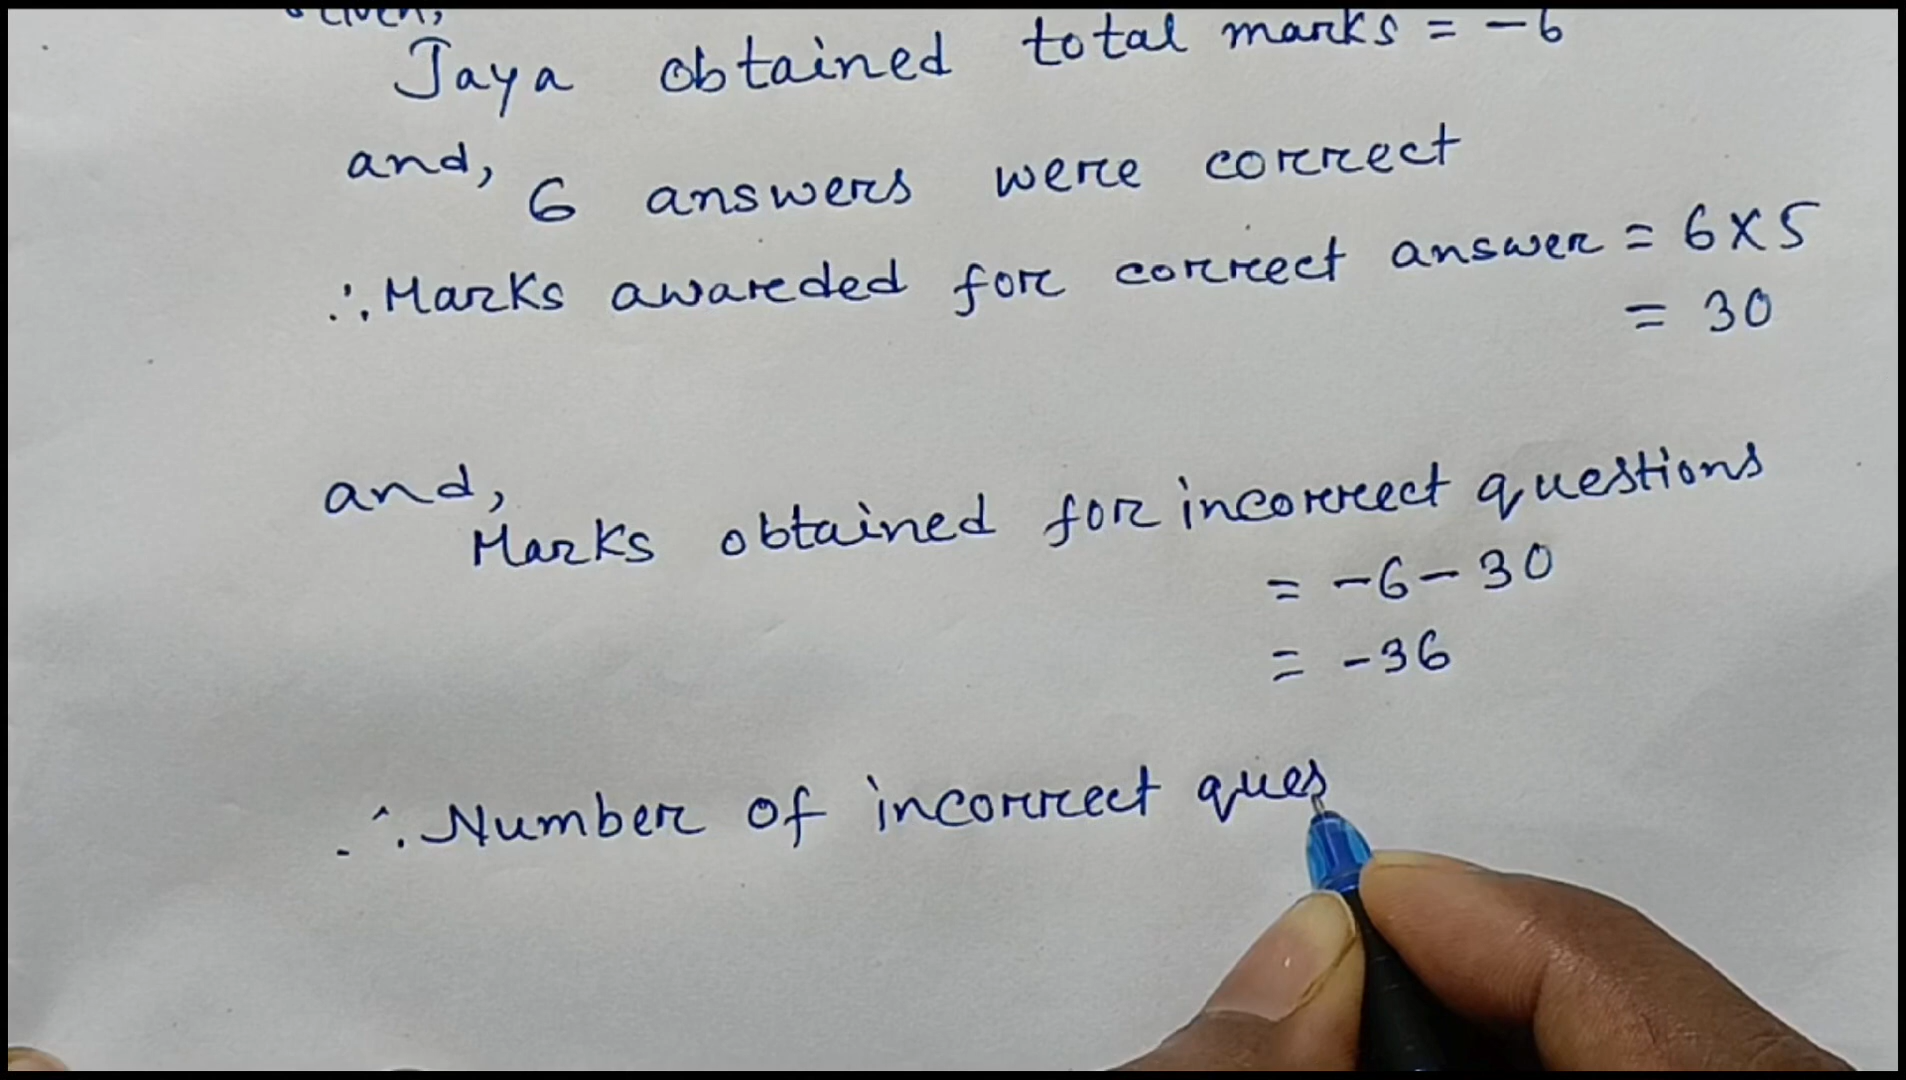 Given,
Jaya obtained total marks = -6
and,
6 answers were correct
∴ Marks awarded for correct answer = 6×5
= 30
and,
Marks obtained for incorrect questions
= -6-30
= -36
∴ Number of incorrect ques